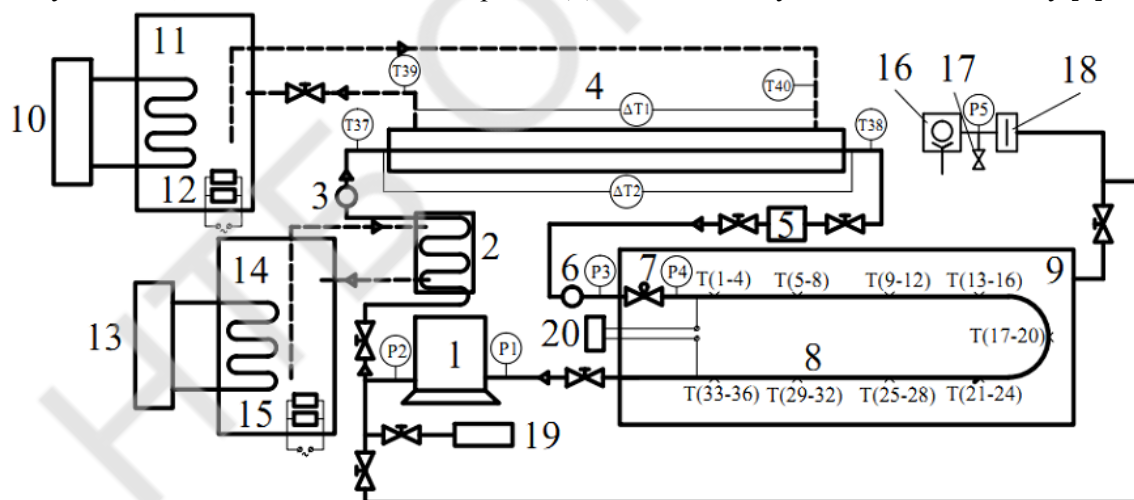 11
16
17
18
T39
4
T40
P5
10
ΔT1
T37
T38
12
3
ΔT2
5
2
14
6
P3
7
P4
T(1-4)
T(5-8)
T(9-12)
T(13-16)
9
13
20
T(17-20)
P2
1
P1
8
T(33-36)
T(29-32)
T(25-28)
T(21-24)
15
19